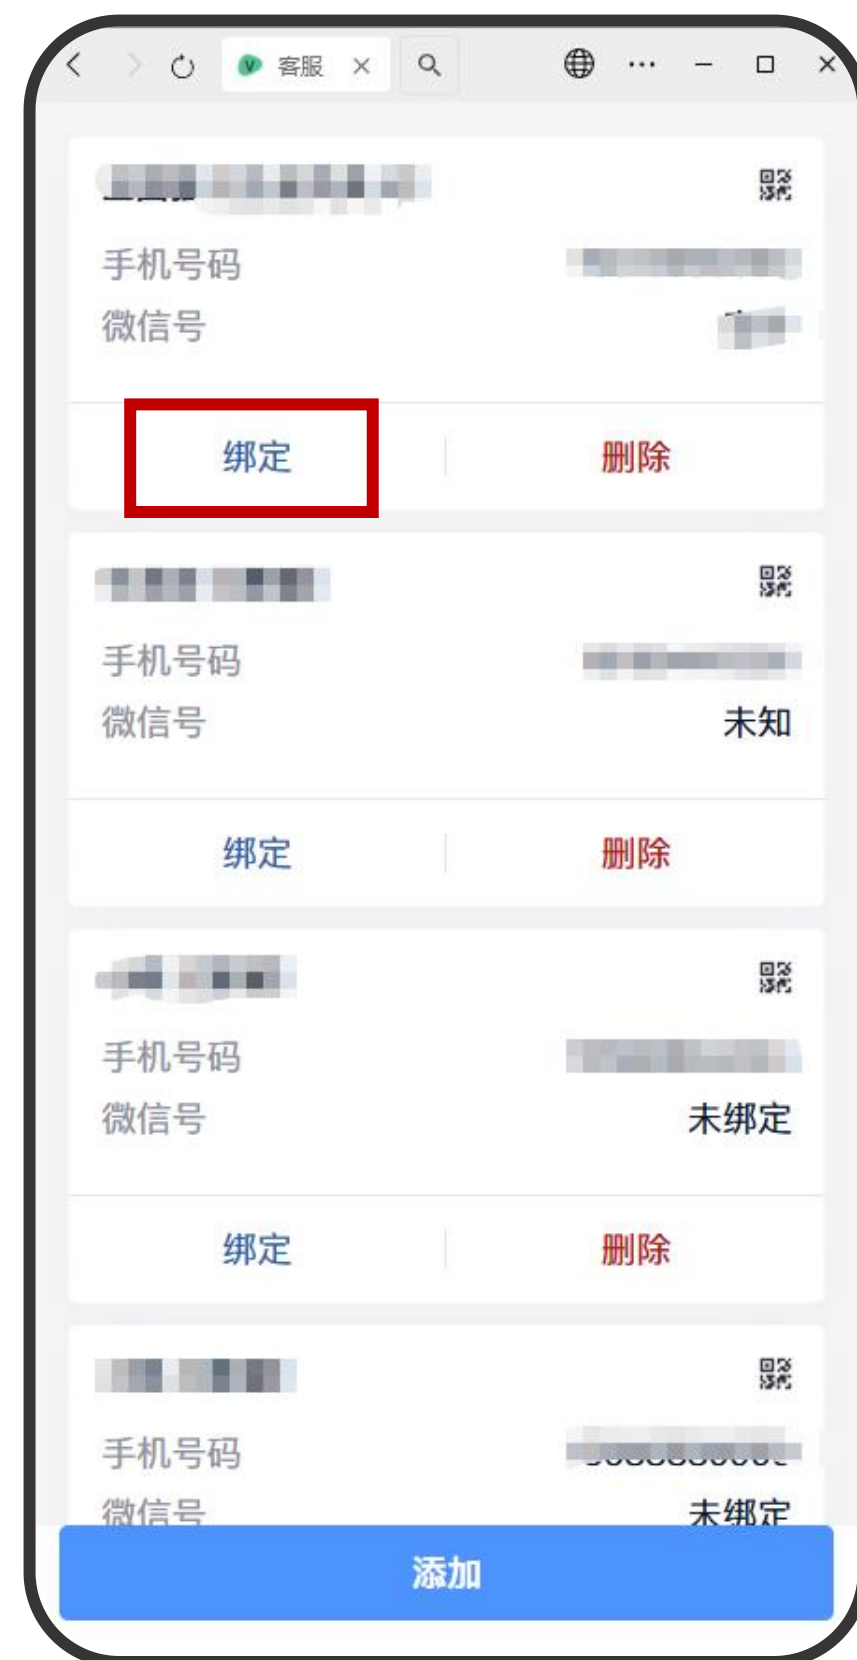 客服
手机号码
微信号
绑定 删除
手机号码
微信号 未知
绑定 删除
手机号码
微信号 未绑定
绑定 删除
手机号码
微信号 未绑定
添加